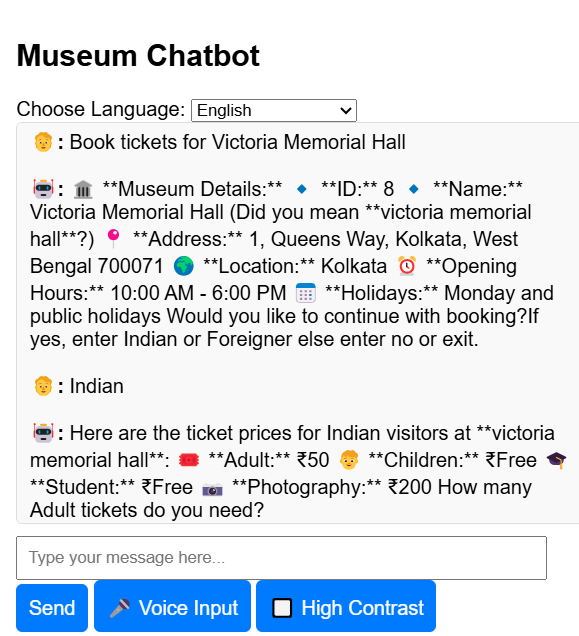 Museum Chatbot
Choose Language: English
👨: Book tickets for Victoria Memorial Hall
🤖: 🏛️ **Museum Details:** 🔹 **ID:** 8 🔹 **Name:**
Victoria Memorial Hall (Did you mean **victoria memorial
hall**?) 📍 **Address:** 1, Queens Way, Kolkata, West
Bengal 700071 🌍 **Location:** Kolkata ⏰ **Opening
Hours:** 10:00 AM - 6:00 PM 📅 **Holidays:** Monday and
public holidays Would you like to continue with booking?If
yes, enter Indian or Foreigner else enter no or exit.
👨: Indian
🤖: Here are the ticket prices for Indian visitors at **victoria
memorial hall**: 🎟️ **Adult:** ₹50 👦 **Children:** ₹Free 🎓
**Student:** ₹Free 📷 **Photography:** ₹200 How many
Adult tickets do you need?
Type your message here...
Send 🎤 Voice Input 🔲 High Contrast